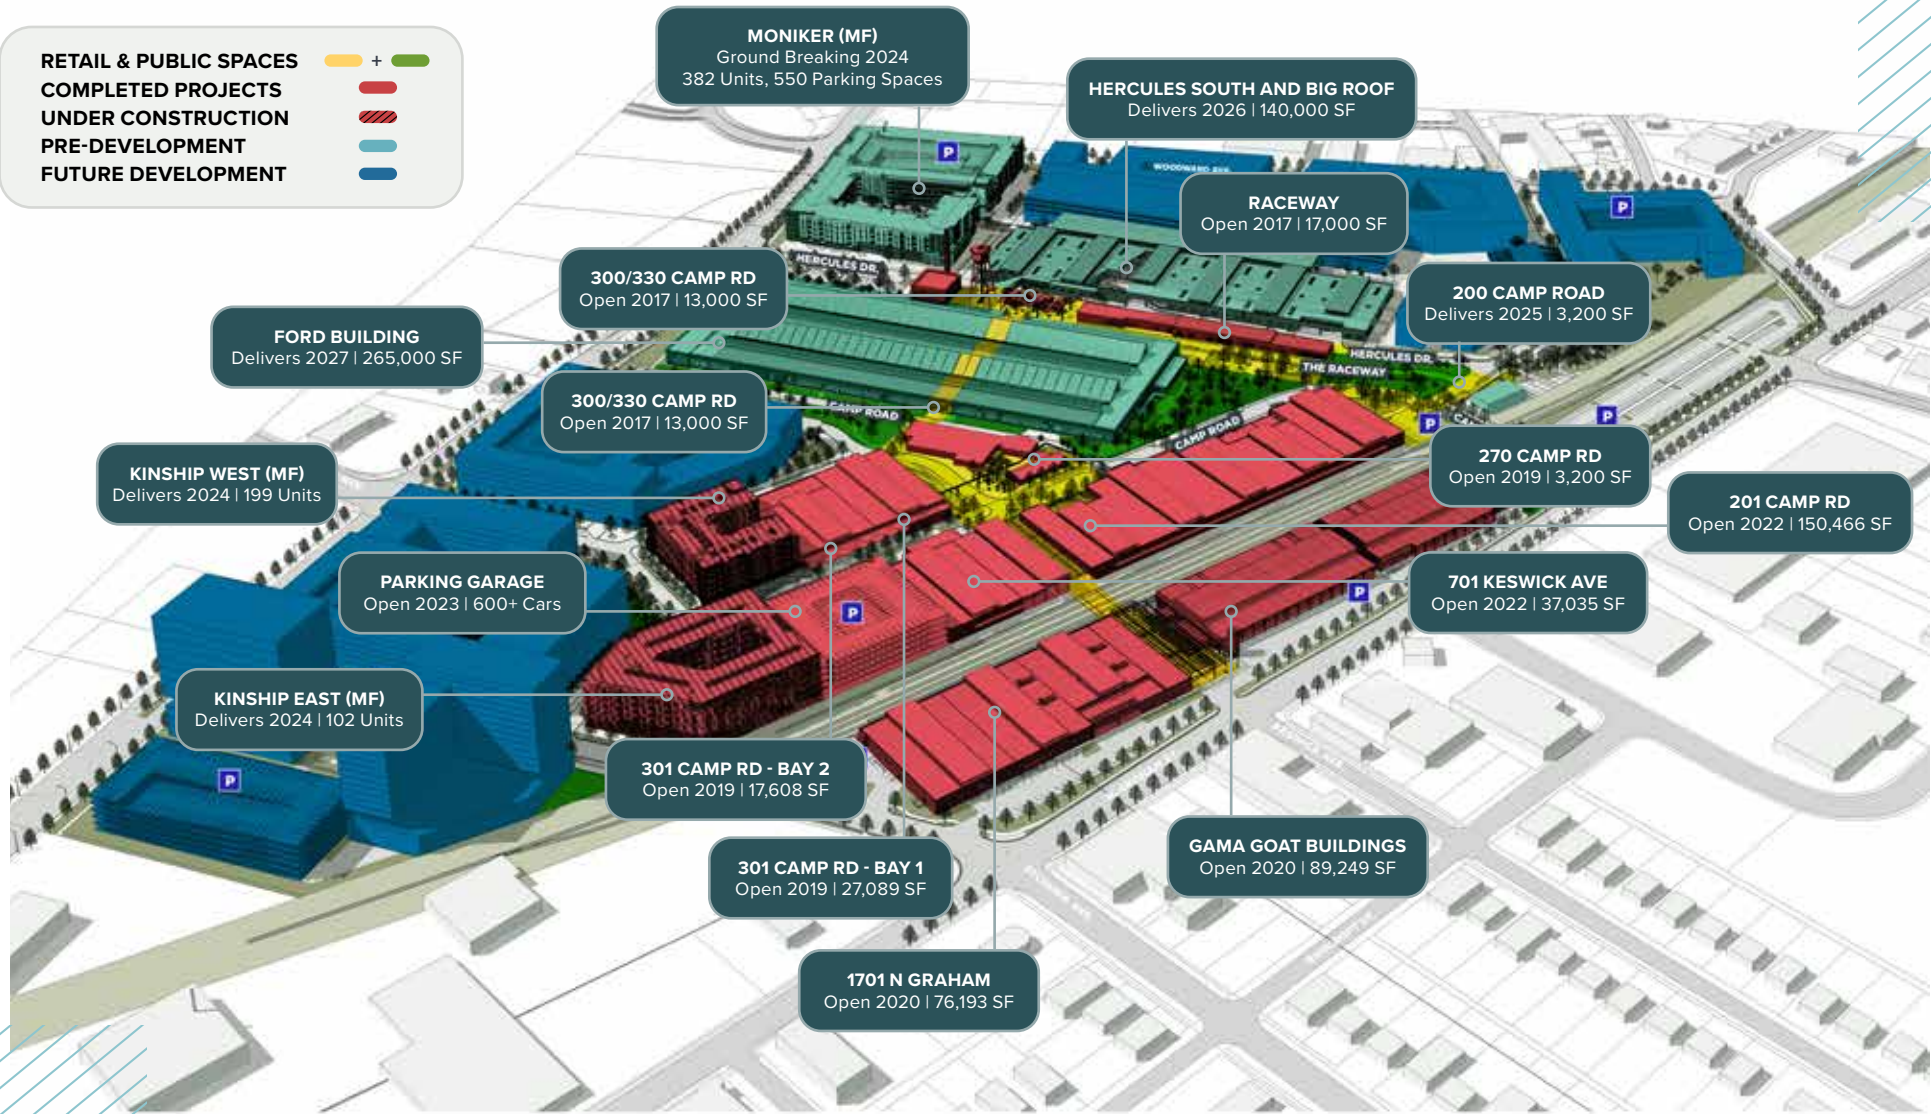 RETAIL & PUBLIC SPACES +
COMPLETED PROJECTS
UNDER CONSTRUCTION
PRE-DEVELOPMENT
FUTURE DEVELOPMENT
MONIKER (MF)
Ground Breaking 2024
382 Units, 550 Parking Spaces
HERCULES SOUTH AND BIG ROOF
Delivers 2026 | 140,000 SF
P
WOODWARD AVE.
RACEWAY
Open 2017 | 17,000 SF
P
HERCULES DR.
300/330 CAMP RD
Open 2017 | 13,000 SF
200 CAMP ROAD
Delivers 2025 | 3,200 SF
FORD BUILDING
Delivers 2027 | 265,000 SF
HERCULES DR.
THE RACEWAY
300/330 CAMP RD
Open 2017 | 13,000 SF
CAMP ROAD
CAMP ROAD
P
P
270 CAMP RD
Open 2019 | 3,200 SF
KINSHIP WEST (MF)
Delivers 2024 | 199 Units
201 CAMP RD
Open 2022 | 150,466 SF
PARKING GARAGE
Open 2023 | 600+ Cars
P
701 KESWICK AVE
Open 2022 | 37,035 SF
P
KINSHIP EAST (MF)
Delivers 2024 | 102 Units
P
301 CAMP RD - BAY 2
Open 2019 | 17,608 SF
301 CAMP RD - BAY 1
Open 2019 | 27,089 SF
GAMA GOAT BUILDINGS
Open 2020 | 89,249 SF
1701 N GRAHAM
Open 2020 | 76,193 SF